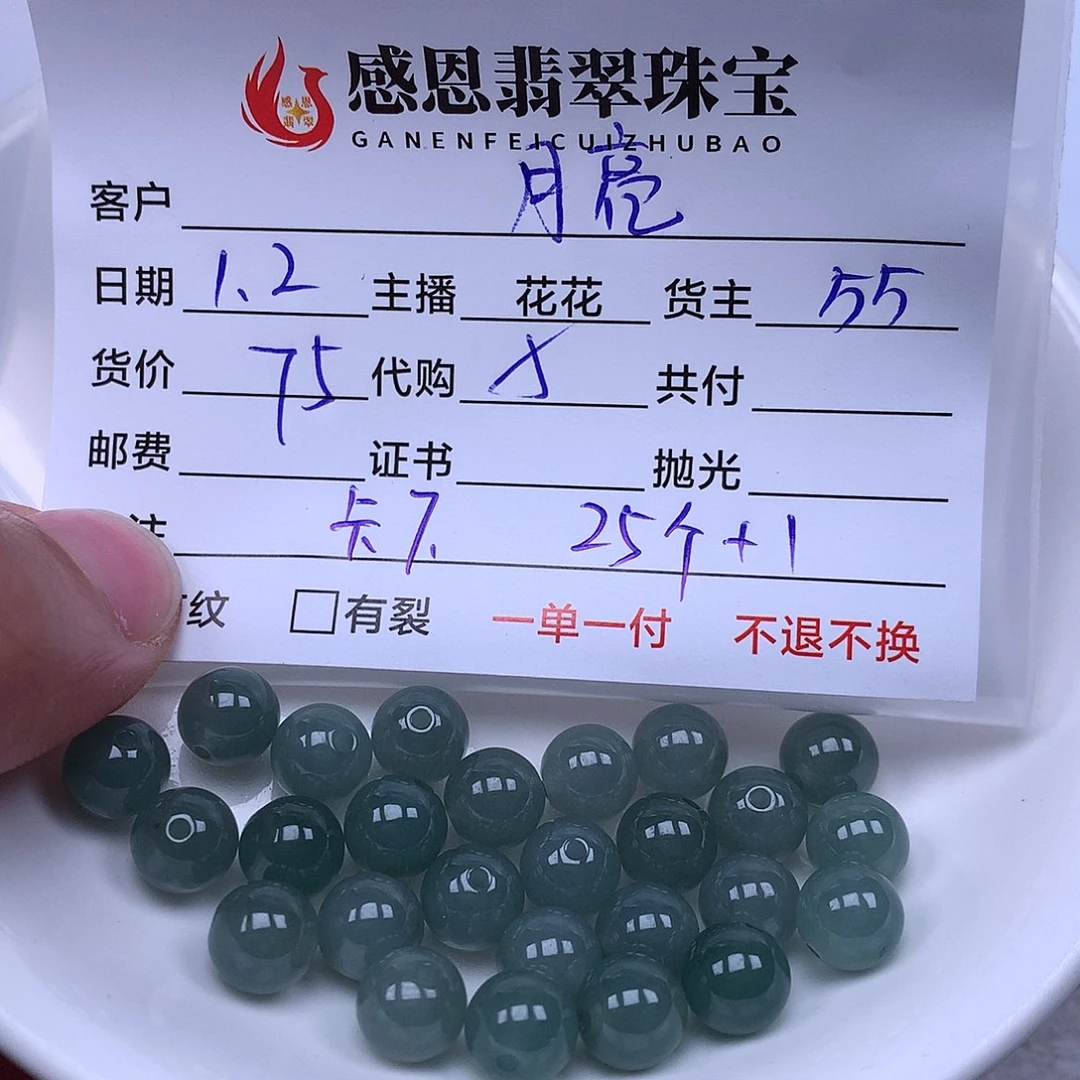 感恩翡翠珠宝
GANENFEICUIZHUBAO
客户 月亮
日期 1.2 主播 花花 货主 55
货价 75 代购 5 共付
邮费 证书 抛光
注 卡7. 25个+1
纹 有裂 一单一付 不退不换